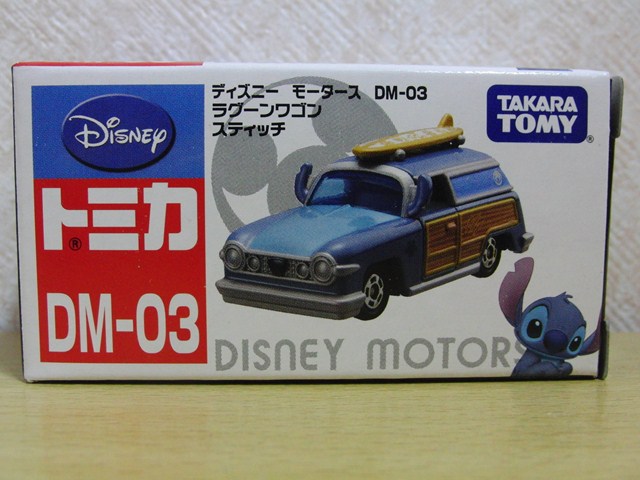 Disney
トミカ
®
DM-03
ディズニー モータース DM-03
ラグーンワゴン
スティッチ
TAKARA
TOMY
®
DISNEY MOTORS